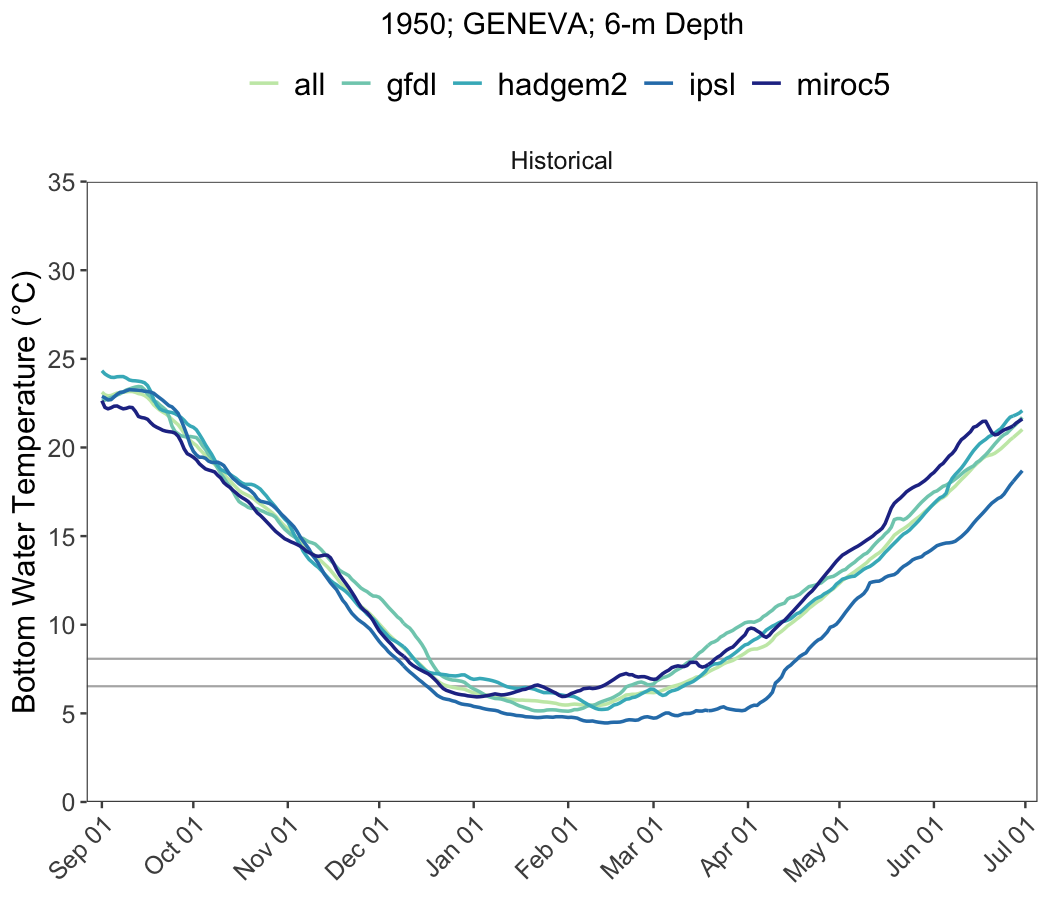 1950; GENEVA; 6-m Depth
all gfdl hadgem2 ipsl miroc5
Historical
Bottom Water Temperature (°C)
35
30
25
20
15
10
5
0
Sep 01 Oct 01 Nov 01 Dec 01 Jan 01 Feb 01 Mar 01 Apr 01 May 01 Jun 01 Jul 01